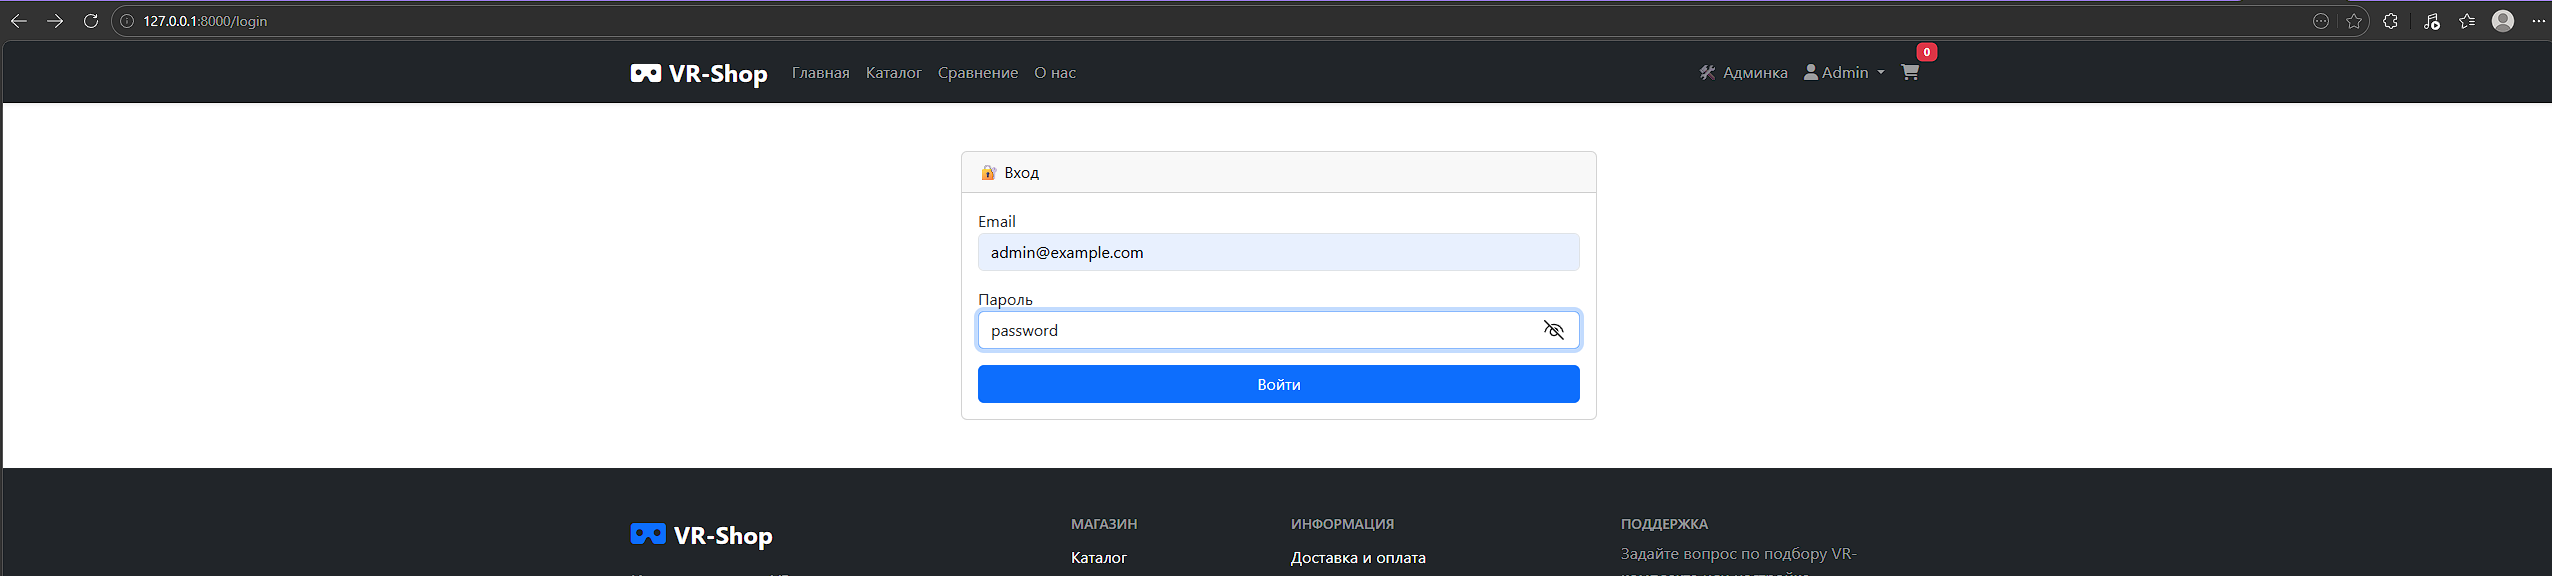 127.0.0.1:8000/login
0
VR-Shop Главная Каталог Сравнение О нас Админка Admin
Вход
Email
admin@example.com
Пароль
password
Войти
VR-Shop
МАГАЗИН
Каталог
ИНФОРМАЦИЯ
Доставка и оплата
ПОДДЕРЖКА
Задайте вопрос по подбору VR-